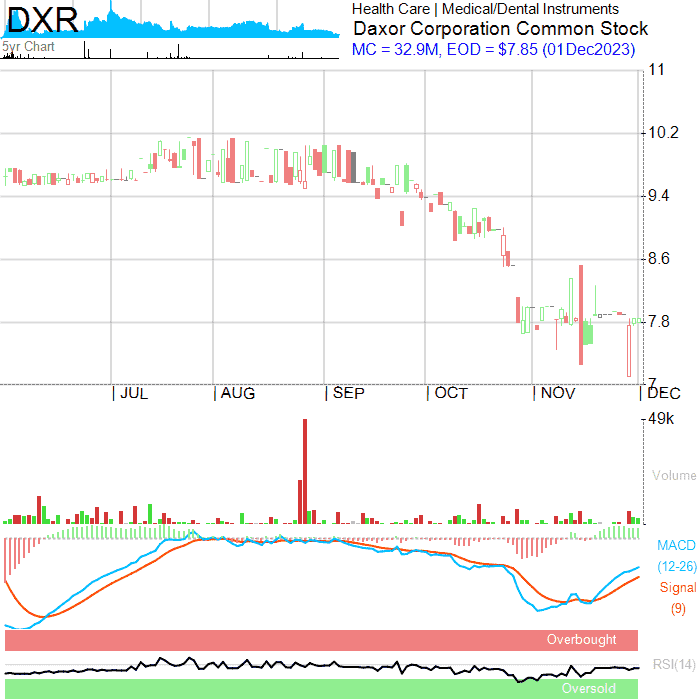 DXR
5yr Chart
Health Care | Medical/Dental Instruments
Daxor Corporation Common Stock
MC = 32.9M, EOD = $7.85 (01Dec2023)
11
10.2
9.4
8.6
7.8
7
JUL AUG SEP OCT NOV DEC
49k
Volume
MACD
(12-26)
Signal
(9)
Overbought
RSI(14)
Oversold